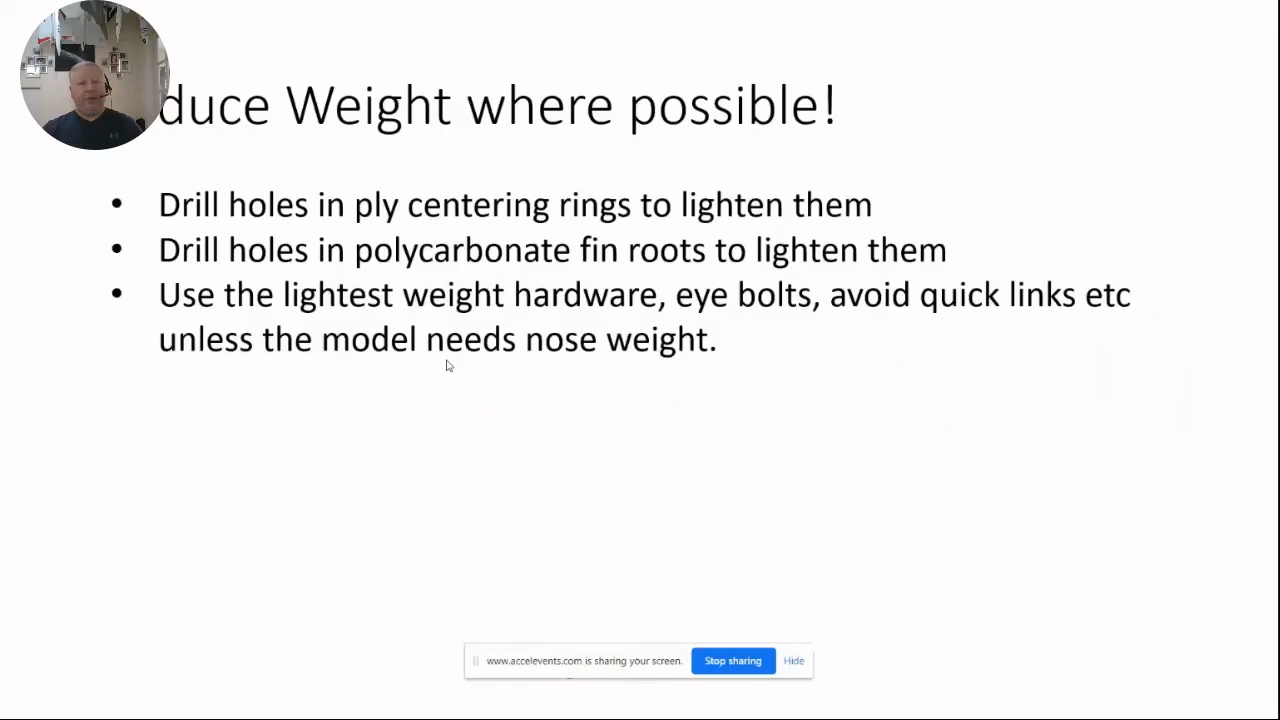 duce Weight where possible!
• Drill holes in ply centering rings to lighten them
• Drill holes in polycarbonate fin roots to lighten them
• Use the lightest weight hardware, eye bolts, avoid quick links etc
unless the model needs nose weight.
www.accelevents.com is sharing your screen. Stop sharing Hide